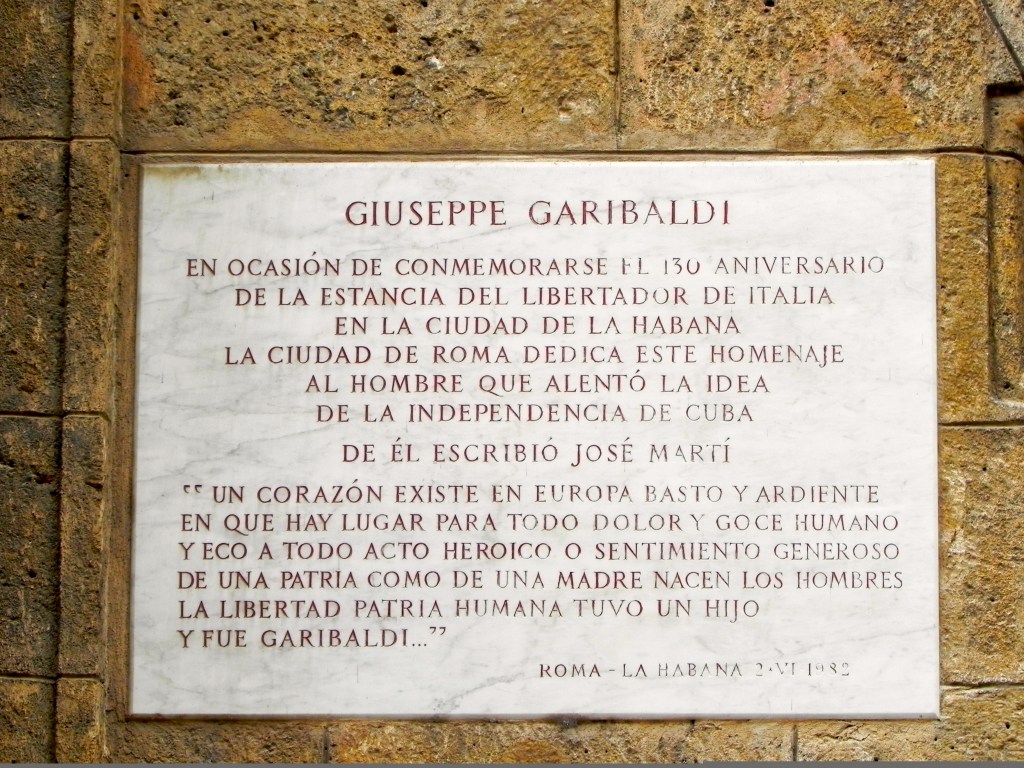 GIUSEPPE GARIBALDI
EN OCASIÓN DE CONMEMORARSE EL 130 ANIVERSARIO
DE LA ESTANCIA DEL LIBERTADOR DE ITALIA
EN LA CIUDAD DE LA HABANA
LA CIUDAD DE ROMA DEDICA ESTE HOMENAJE
AL HOMBRE QUE ALENTÓ LA IDEA
DE LA INDEPENDENCIA DE CUBA
DE ÉL ESCRIBIÓ JOSÉ MARTÍ
“UN CORAZÓN EXISTE EN EUROPA BASTO Y ARDIENTE
EN QUE HAY LUGAR PARA TODO DOLOR Y GOCE HUMANO
Y ECO A TODO ACTO HEROICO O SENTIMIENTO GENEROSO
DE UNA PATRIA COMO DE UNA MADRE NACEN LOS HOMBRES
LA LIBERTAD PATRIA HUMANA TUVO UN HIJO
Y FUE GARIBALDI...”
ROMA - LA HABANA 2·VI 1982